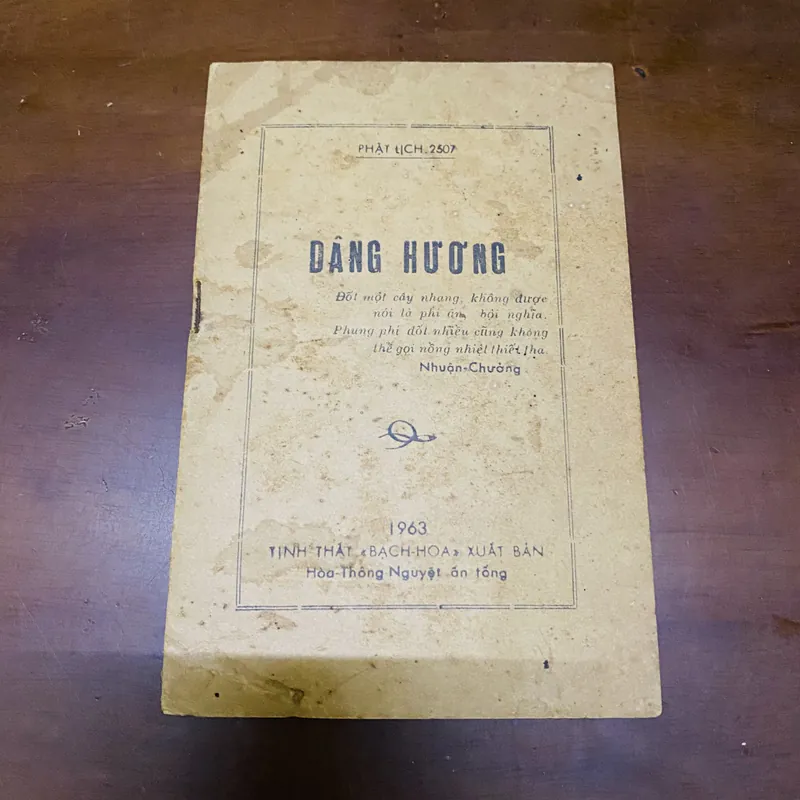 PHẬT LỊCH.2507
DÂNG HƯƠNG
Đốt một cây nhang, không được
nói là phi ân, bội nghĩa.
Phung phí đốt nhiều cũng không
thể gọi nồng nhiệt thiết tha
Nhuận-Chưởng
1963
TỊNH THẤT «BẠCH-HOA» XUẤT BẢN
Hòa-Thông Nguyệt ấn tống